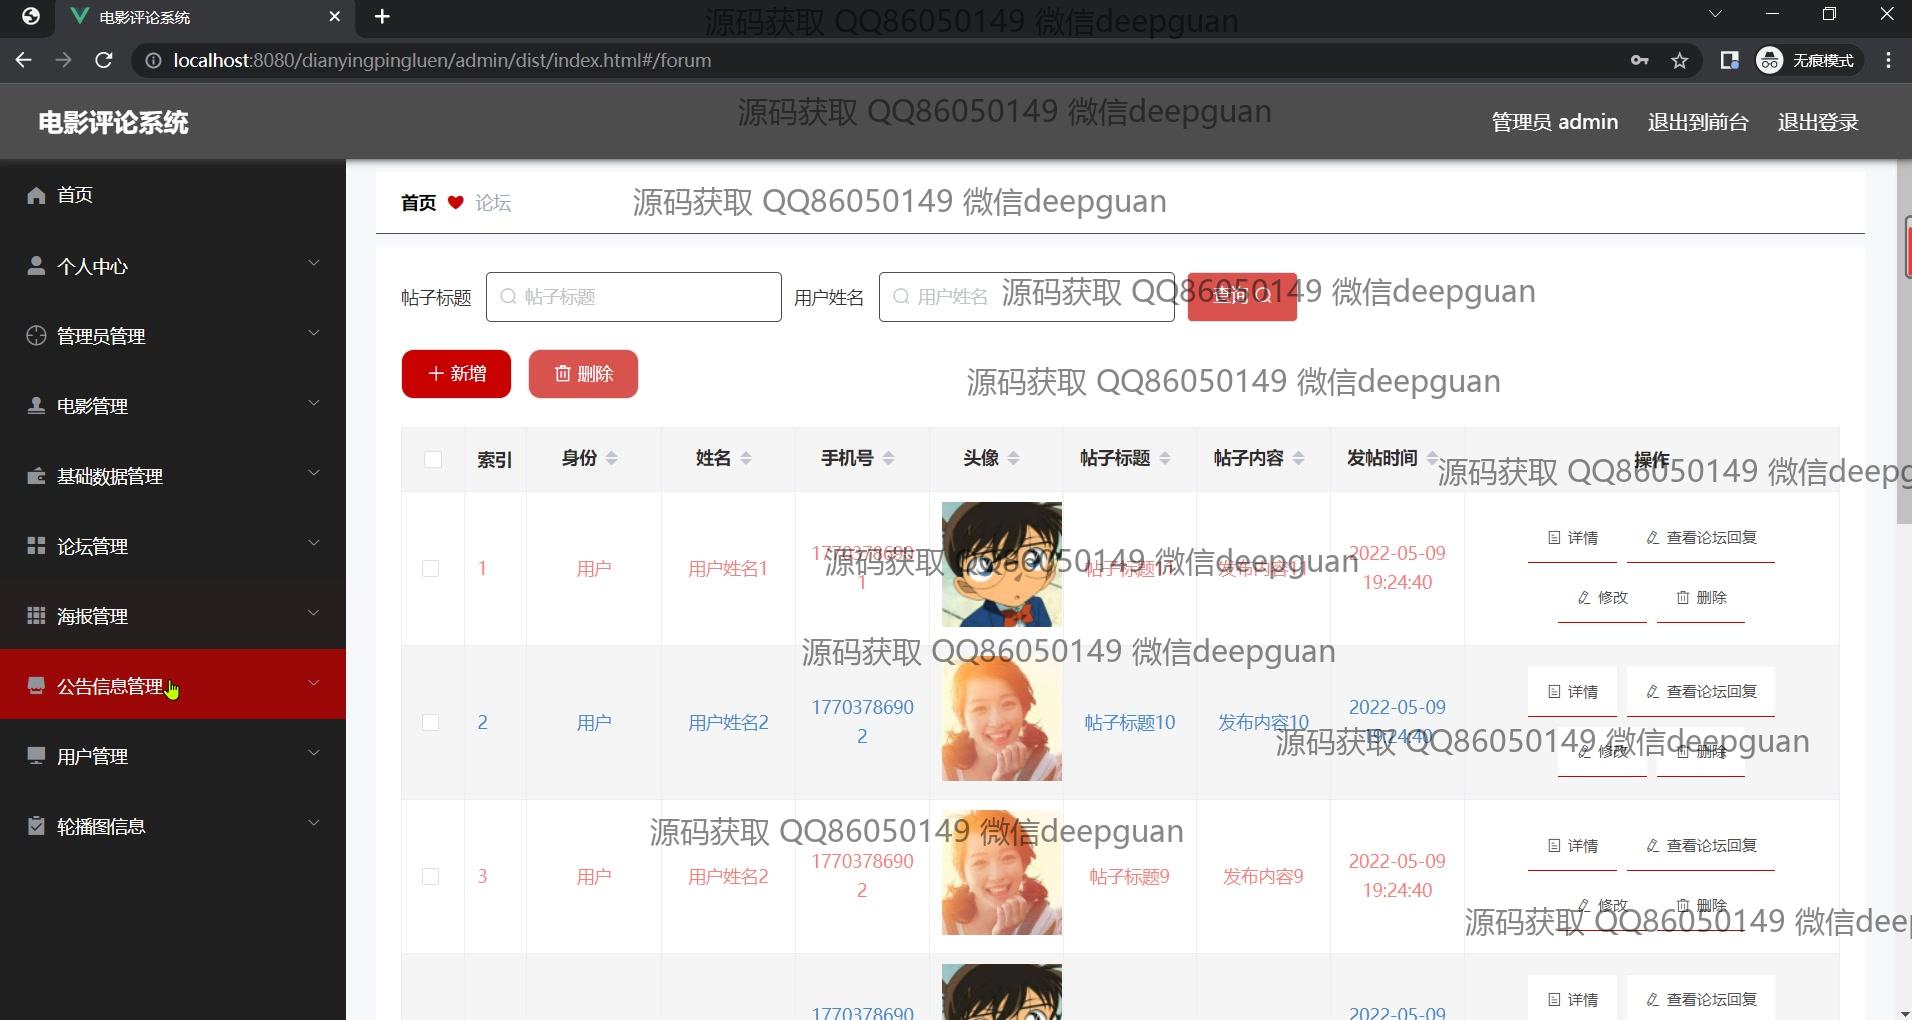 电影评论系统
localhost:8080/dianyingpingluen/admin/dist/index.html#/forum
无痕模式
源码获取 QQ86050149 微信deepguan
电影评论系统
源码获取 QQ86050149 微信deepguan
管理员 admin
退出到前台
退出登录
首页
个人中心
管理员管理
电影管理
基础数据管理
论坛管理
海报管理
公告信息管理
用户管理
轮播图信息
首页 论坛
源码获取 QQ86050149 微信deepguan
帖子标题 帖子标题 用户姓名 用户姓名 查询
源码获取 QQ86050149 微信deepguan
新增 删除
源码获取 QQ86050149 微信deepguan
索引 身份 姓名 手机号 头像 帖子标题 帖子内容 发帖时间 操作
源码获取 QQ86050149 微信deepg
1 用户 用户姓名1 1770378690 帖子标题11 发布内容11 2022-05-09
1 19:24:40
详情 查看论坛回复
修改 删除
源码获取 QQ86050149 微信deepguan
源码获取 QQ86050149 微信deepguan
2 用户 用户姓名2 1770378690 帖子标题10 发布内容10 2022-05-09
2 19:24:40
详情 查看论坛回复
修改 删除
源码获取 QQ86050149 微信deepguan
源码获取 QQ86050149 微信deepguan
3 用户 用户姓名2 1770378690 帖子标题9 发布内容9 2022-05-09
2 19:24:40
详情 查看论坛回复
修改 删除
源码获取 QQ86050149 微信deep
1770378690 2022-05-09
详情 查看论坛回复